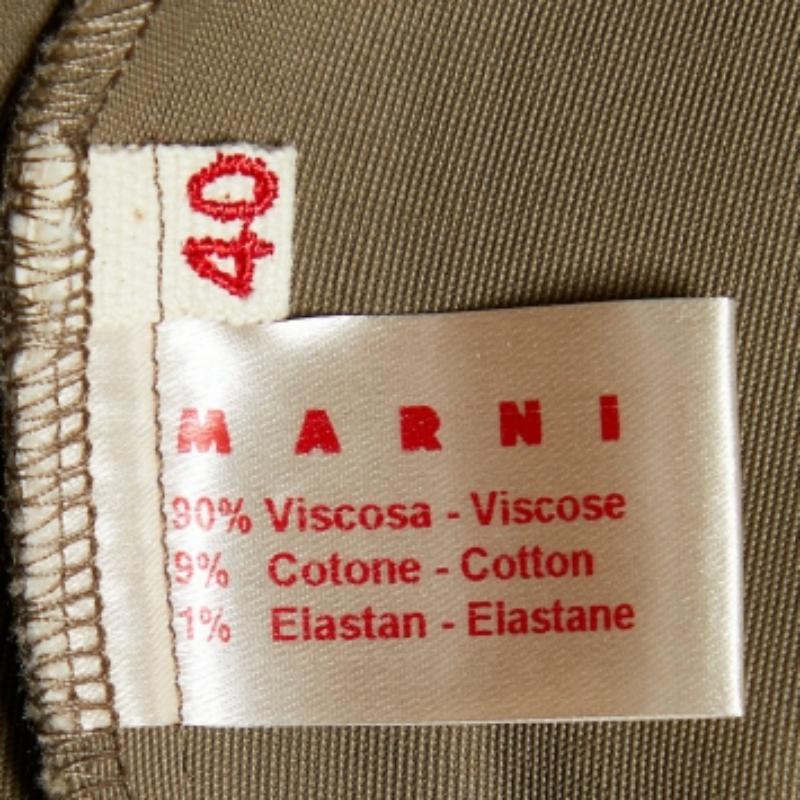 40
MARNI
90% Viscosa - Viscose
9% Cotone - Cotton
1% Elastan - Elastane